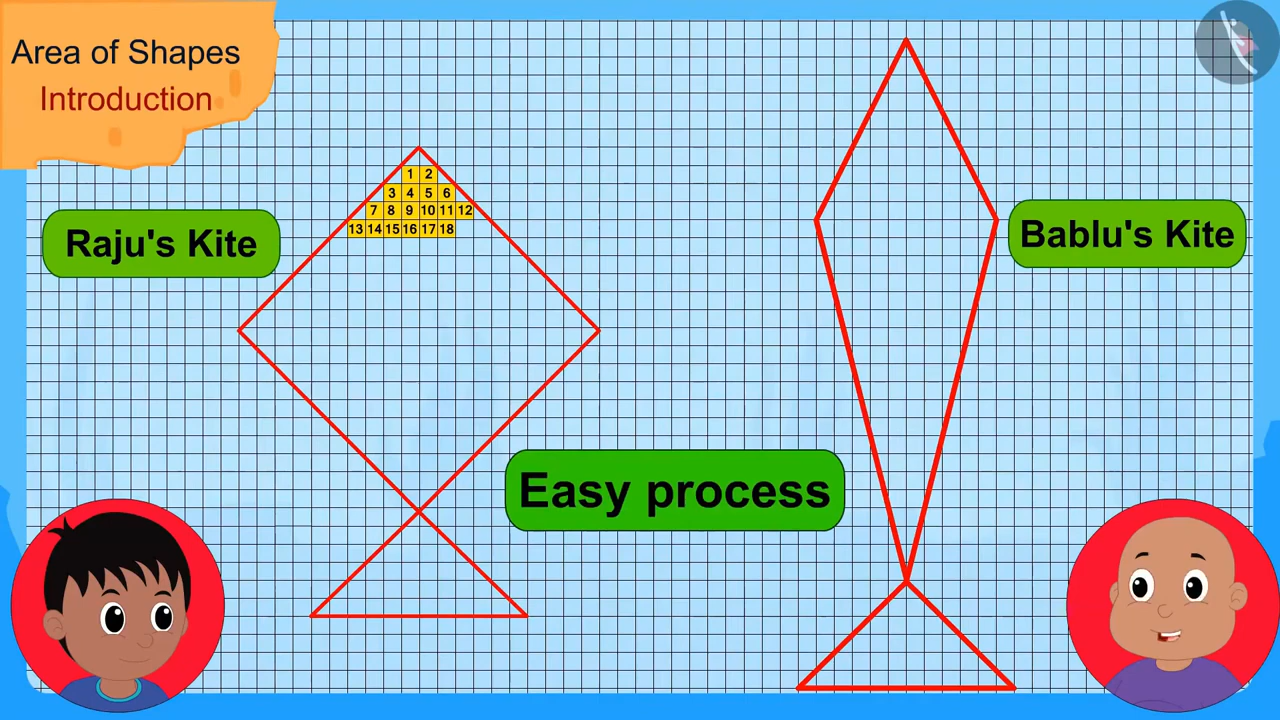 Area of Shapes
Introduction
Raju's Kite
Bablu's Kite
1 2
3 4 5 6
7 8 9 10 11 12
13 14 15 16 17 18
Easy process